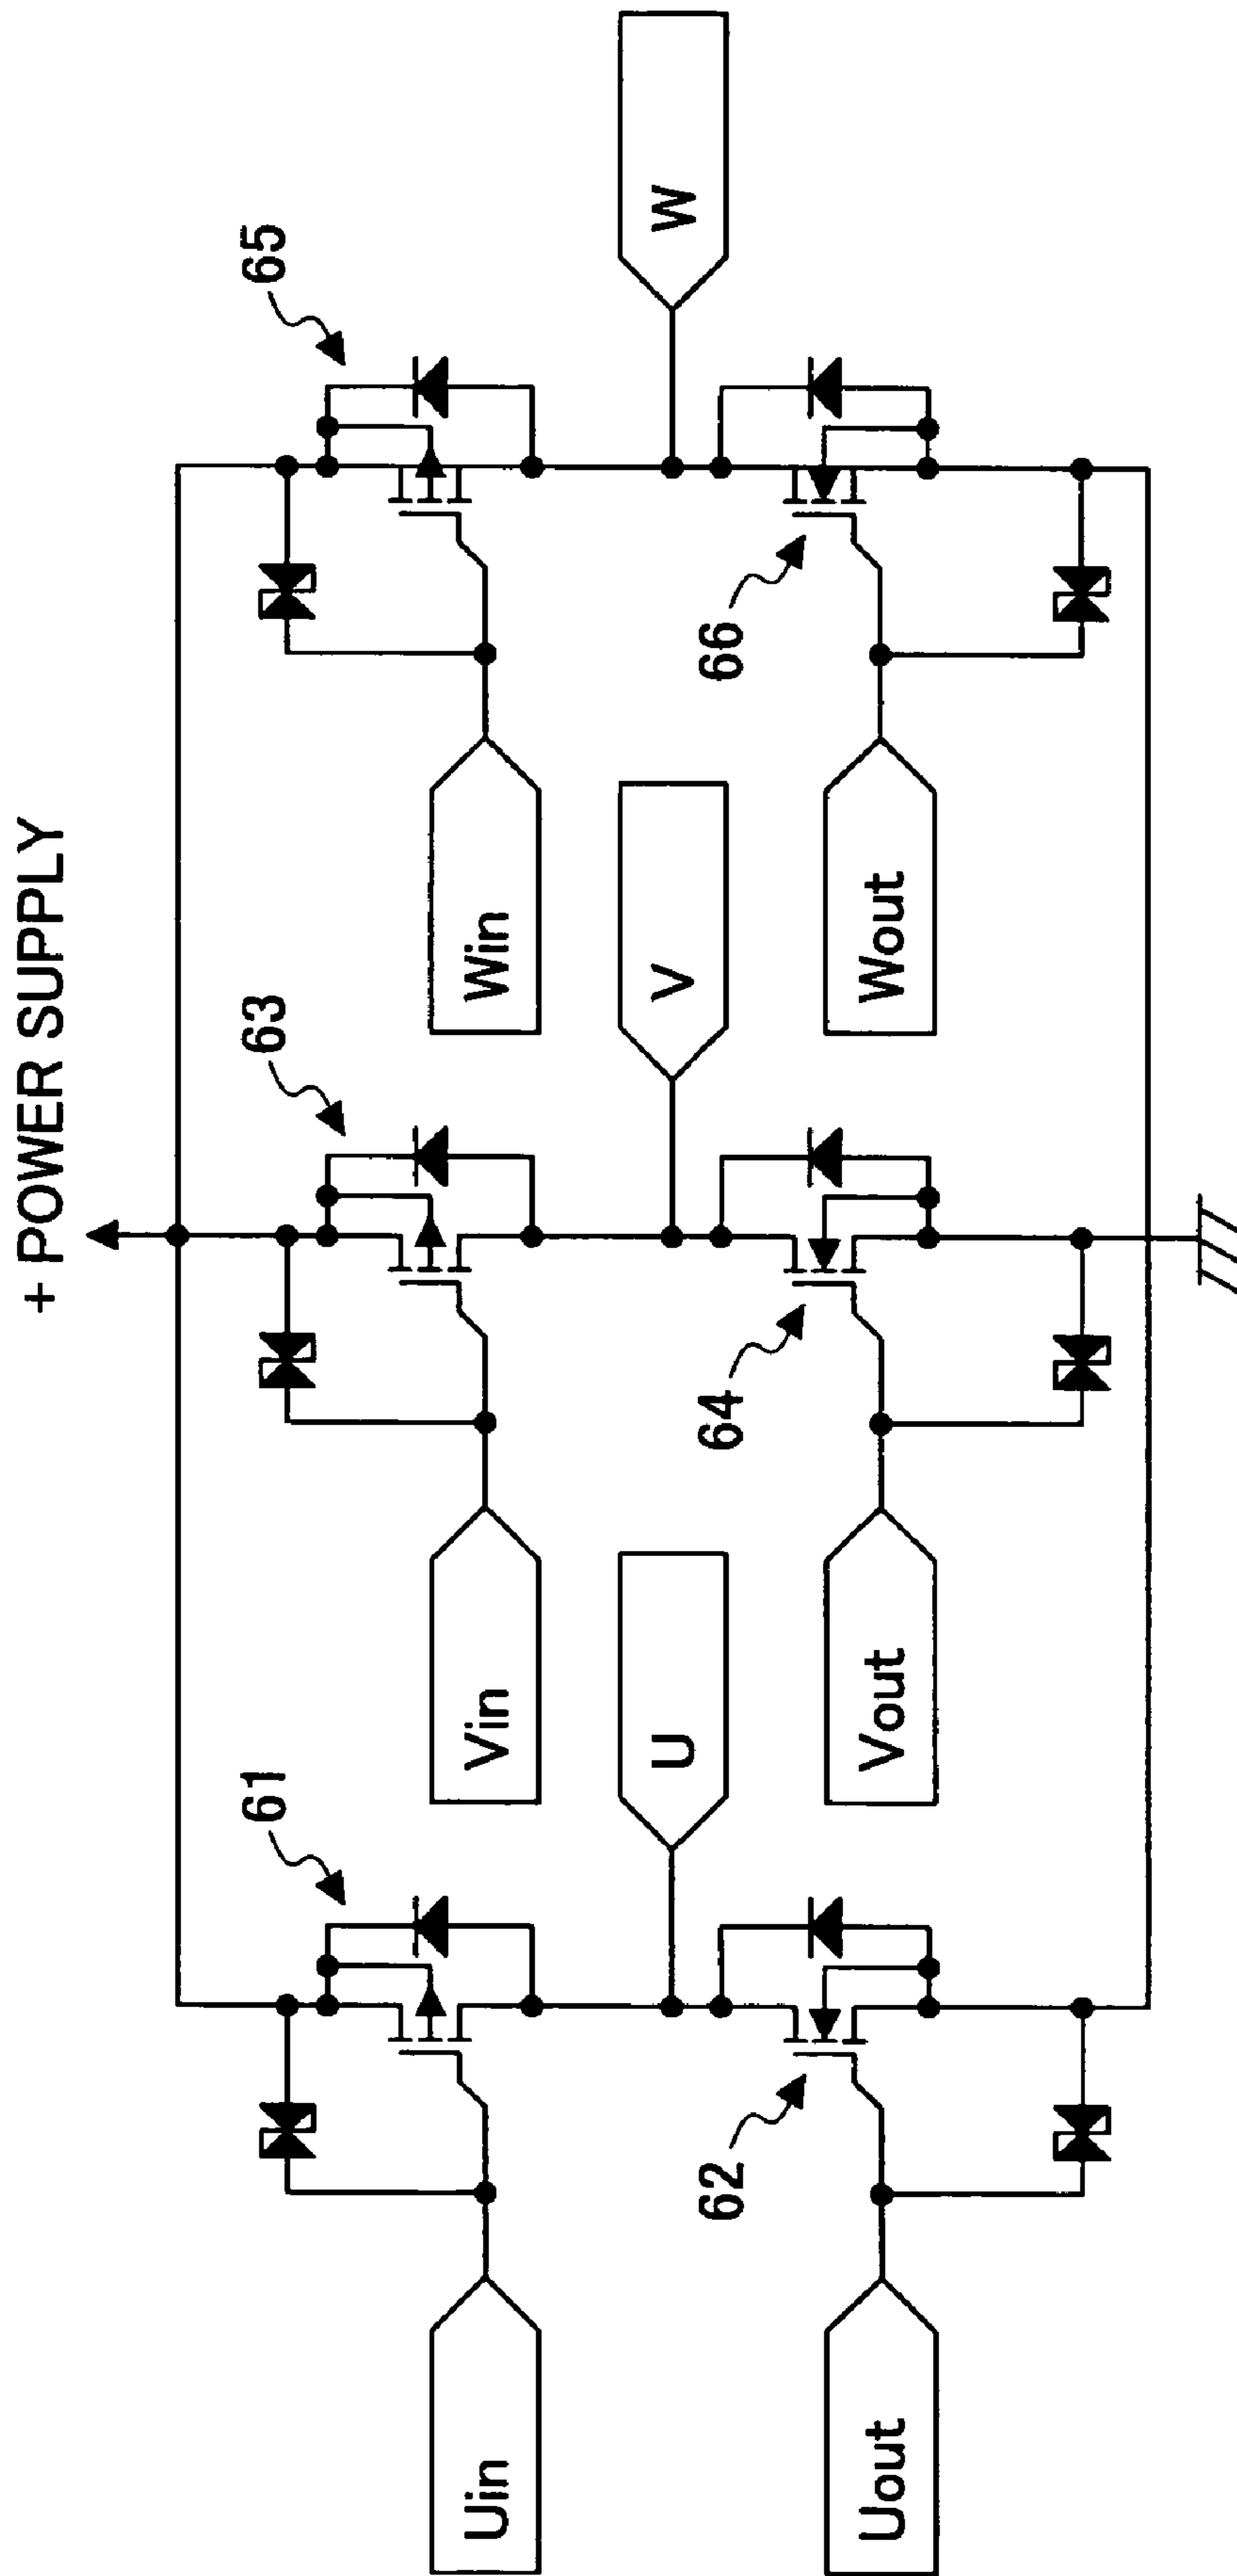 + POWER SUPPLY
61
63
65
Uin
Vin
Win
U
V
W
62
64
66
Uout
Vout
Wout